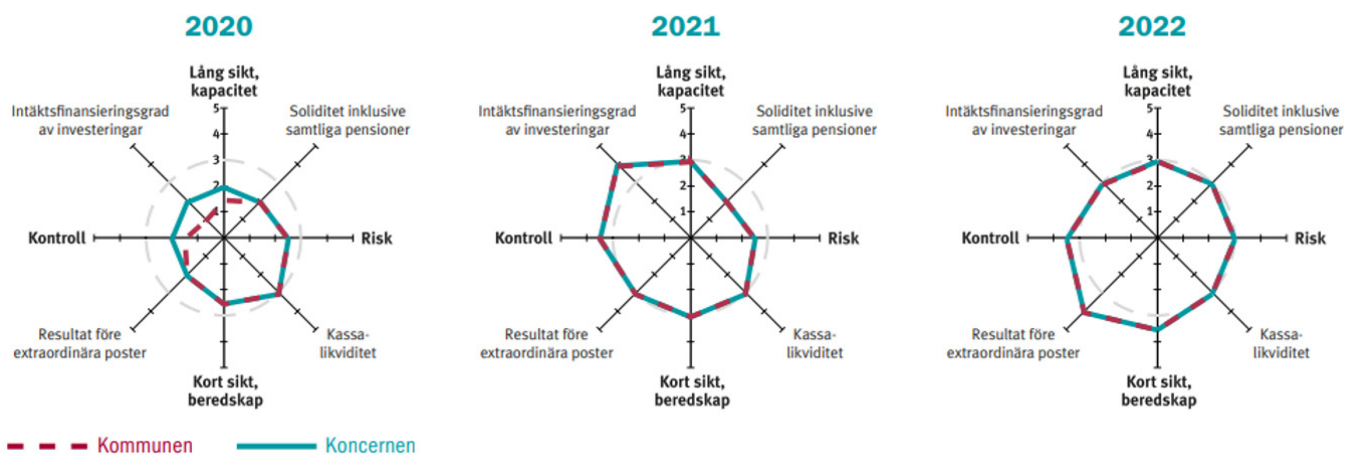 2020
Lång sikt,
kapacitet
Intäktsfinansieringsgrad
av investeringar
Soliditet inklusive
samtliga pensioner
5
4
3
2
1
Kontroll
Risk
Resultat före
extraordinära poster
Kassa-
likviditet
Kort sikt,
beredskap
2021
Lång sikt,
kapacitet
Intäktsfinansieringsgrad
av investeringar
Soliditet inklusive
samtliga pensioner
5
4
3
2
1
Kontroll
Risk
Resultat före
extraordinära poster
Kassa-
likviditet
Kort sikt,
beredskap
2022
Lång sikt,
kapacitet
Intäktsfinansieringsgrad
av investeringar
Soliditet inklusive
samtliga pensioner
5
4
3
2
1
Kontroll
Risk
Resultat före
extraordinära poster
Kassa-
likviditet
Kort sikt,
beredskap
Kommunen
Koncernen